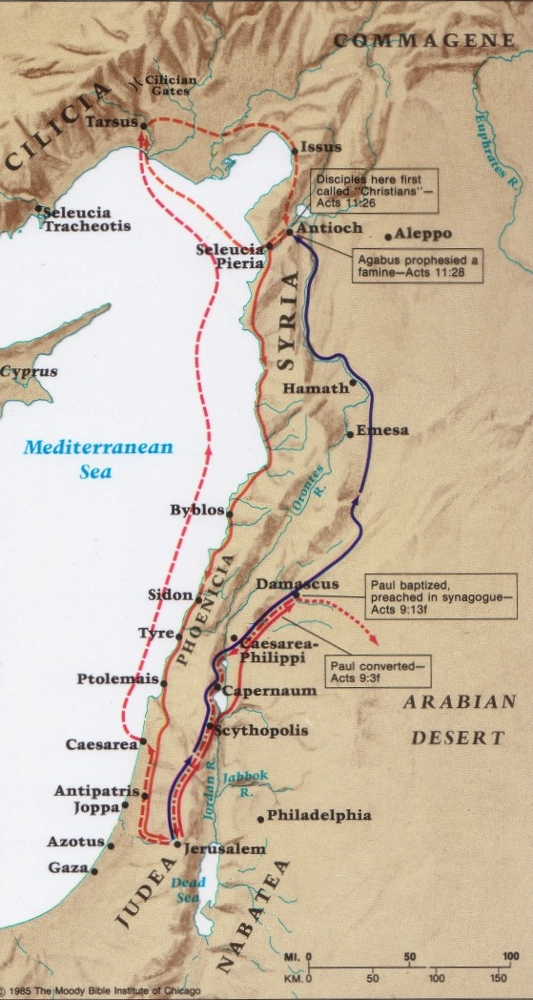 COMMAGENE
Cilician
Gates
CILICIA
Tarsus
Issus
Euphrates R.
Disciples here first
called "Christians"—
Acts 11:26
Seleucia
Tracheotis
Antioch
Aleppo
Seleucia
Pieria
Agabus prophesied a
famine—Acts 11:28
SYRIA
Cyprus
Hamath
Emesa
Mediterranean
Sea
Orontes
R.
Byblos
Damascus
Paul baptized,
preached in synagogue—
Acts 9:13f
Sidon
PHOENICIA
Tyre
Caesarea-
Philippi
Paul converted—
Acts 9:3f
Ptolemais
Capernaum
ARABIAN
DESERT
Scythopolis
Caesarea
Jordan R.
Jabbok
R.
Antipatris
Joppa
Philadelphia
Azotus
Jerusalem
Gaza
JUDEA
Dead
Sea
NABATEA
MI. 0 50 100
KM. 0 50 100 150
© 1985 The Moody Bible Institute of Chicago